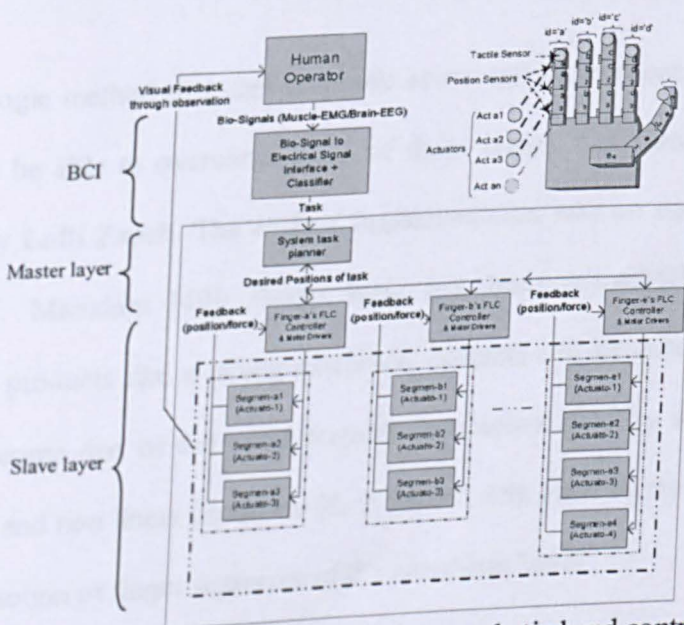 Human
Operator
Visual Feedback
through observation
Bio-Signals (Muscle-EMG/Brain-EEG)
Bio-Signal to
Electrical Signal
Interface +
Classifier
Task
System task
planner
Desired Positions of task
BCI
Master layer
Slave layer
id='a'
id='b'
id='c'
id='d'
Tactile Sensor
Position Sensors
Actuators
Act a1
Act a2
Act a3
Act an
Feedback
(position/force)
Finger-a's FLC
Controller
& Motor Drivers
Feedback
(position/force)
Finger-b's FLC
Controller
& Motor Drivers
Feedback
(position/force)
Finger-e's FLC
Controller
& Motor Drivers
Segmen-a1
(Actuato-1)
Segmen-a2
(Actuato-2)
Segmen-a3
(Actuato-3)
Segmen-b1
(Actuato-1)
Segmen-b2
(Actuato-2)
Segmen-b3
(Actuato-3)
Segmen-e1
(Actuato-1)
Segmen-e2
(Actuato-2)
Segmen-e3
(Actuato-3)
Segmen-e4
(Actuato-4)
hand